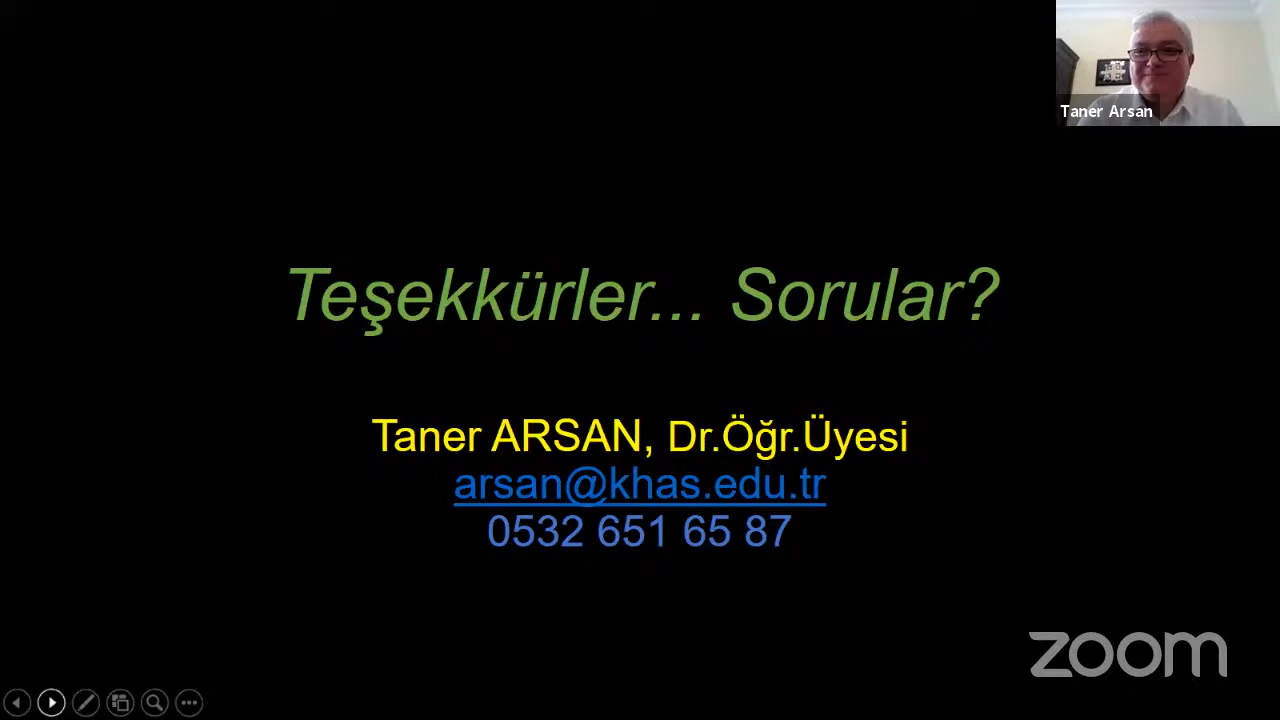 Taner Arsan
Teşekkürler... Sorular?
Taner ARSAN, Dr.Öğr.Üyesi
arsan@khas.edu.tr
0532 651 65 87
zoom